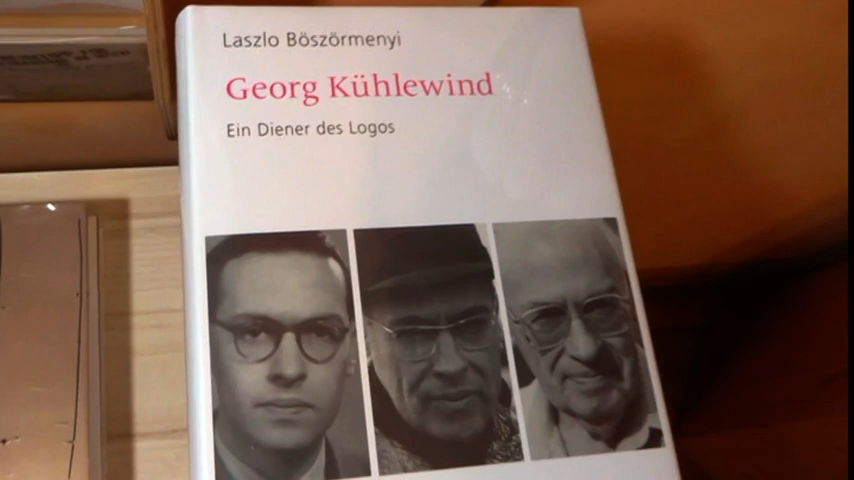 Laszlo Böszörmenyi
Georg Kühlewind
Ein Diener des Logos